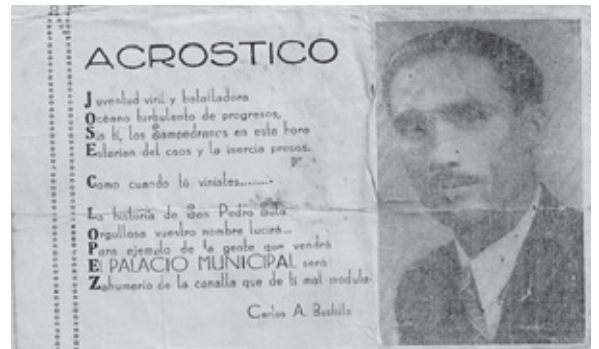 ACROSTICO
Juventud viril y batalladora
Océano turbulento de progresos,
Sin tí, los Sampedranos en esta hora
Estarían del caos y la inercia presos.
Como cuando tú viniste.........
La historia de San Pedro Sula
Orgullosa vuestro nombre lucirá...
Para ejemplo de la gente que vendrá
El PALACIO MUNICIPAL será
Zahumerio de la canalla que de tí mal modula.
Carlos A. Bustillo